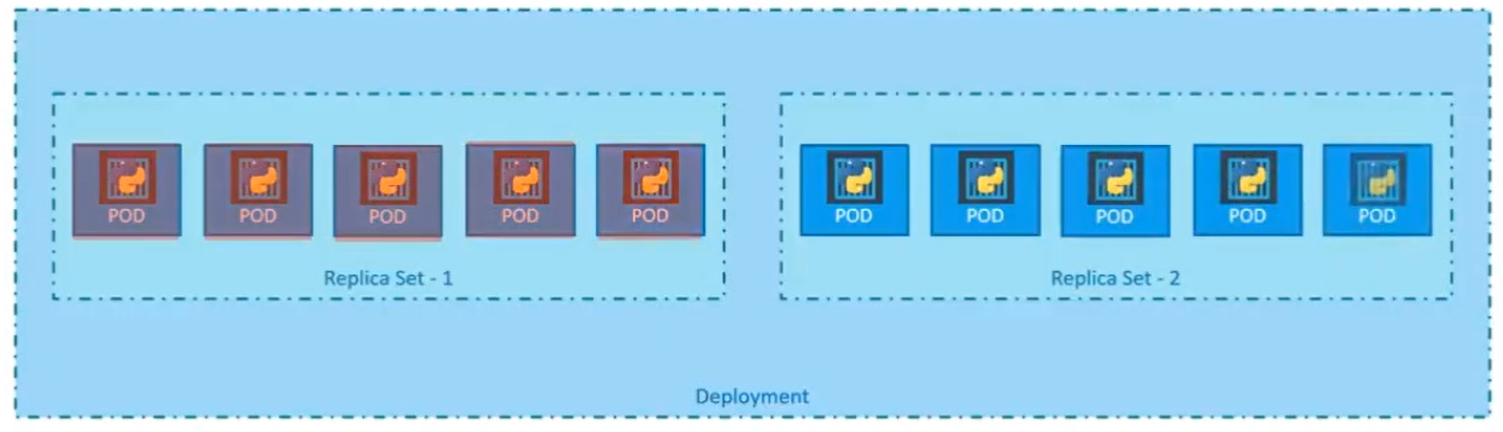 POD
POD
POD
POD
POD
POD
POD
POD
POD
POD
Replica Set - 1
Replica Set - 2
Deployment